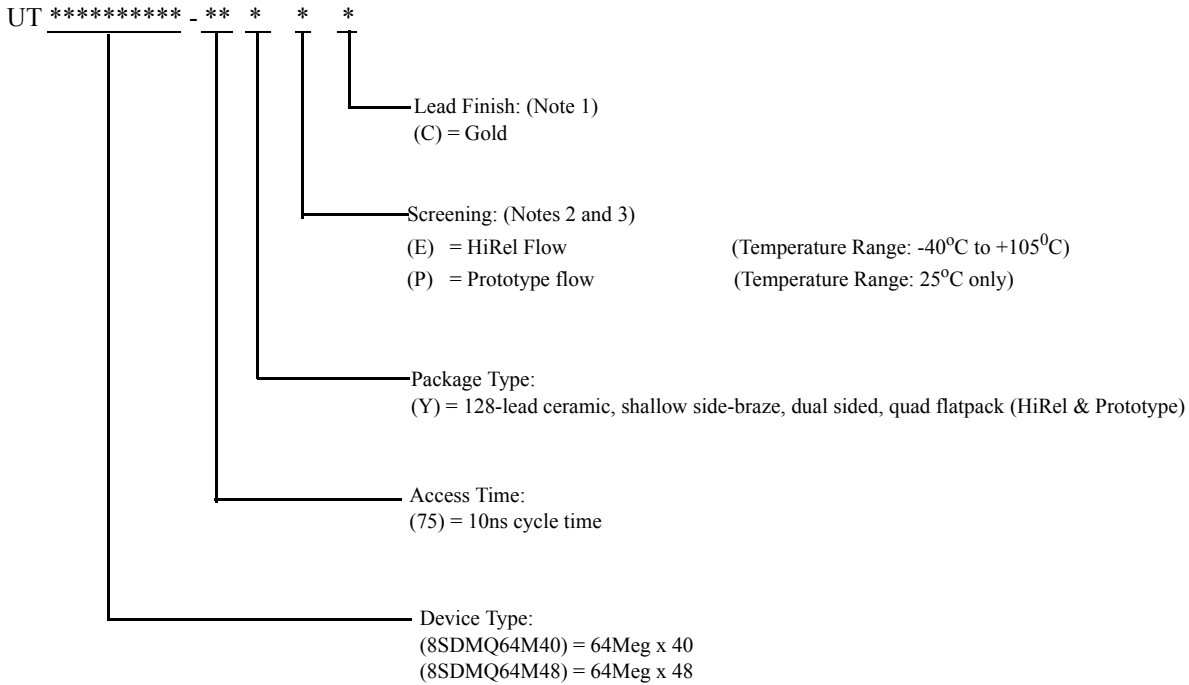 UT ********** - ** * * *
Lead Finish: (Note 1)
(C) = Gold
Screening: (Notes 2 and 3)
(E) = HiRel Flow (Temperature Range: -40°C to +105⁰C)
(P) = Prototype flow (Temperature Range: 25°C only)
Package Type:
(Y) = 128-lead ceramic, shallow side-braze, dual sided, quad flatpack (HiRel & Prototype)
Access Time:
(75) = 10ns cycle time
Device Type:
(8SDMQ64M40) = 64Meg x 40
(8SDMQ64M48) = 64Meg x 48